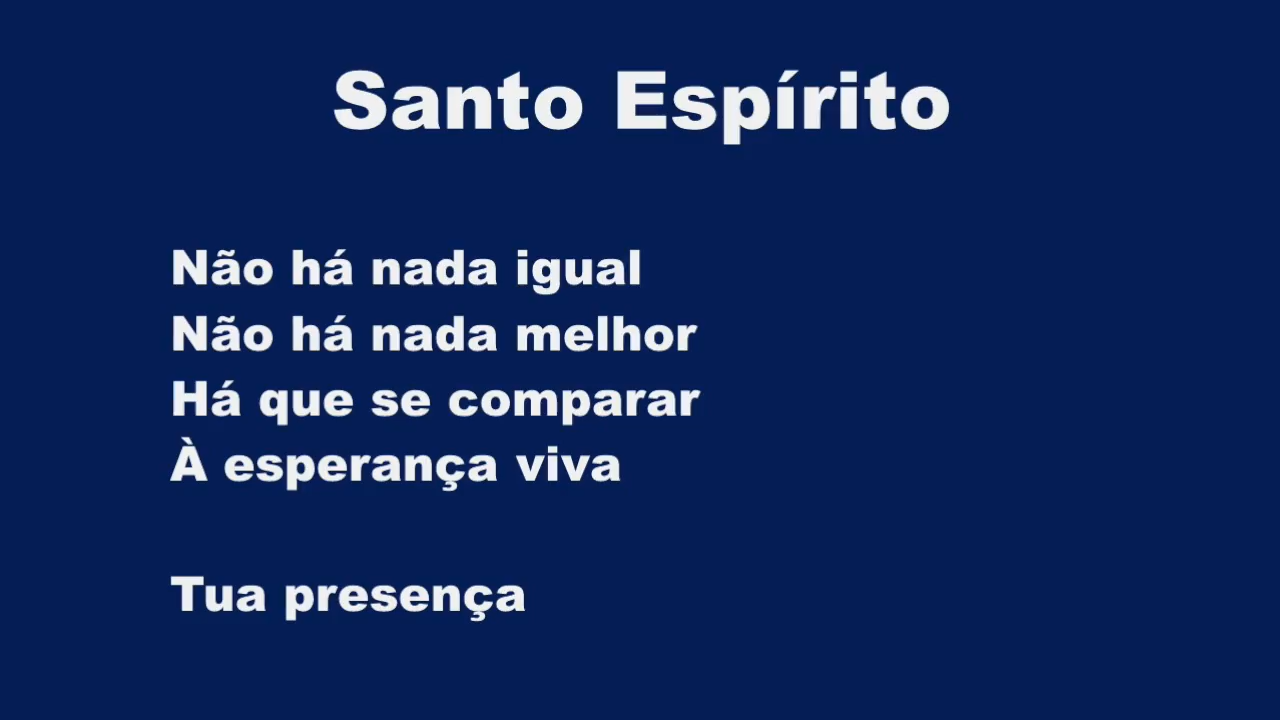 Santo Espírito
Não há nada igual
Não há nada melhor
Há que se comparar
À esperança viva
Tua presença